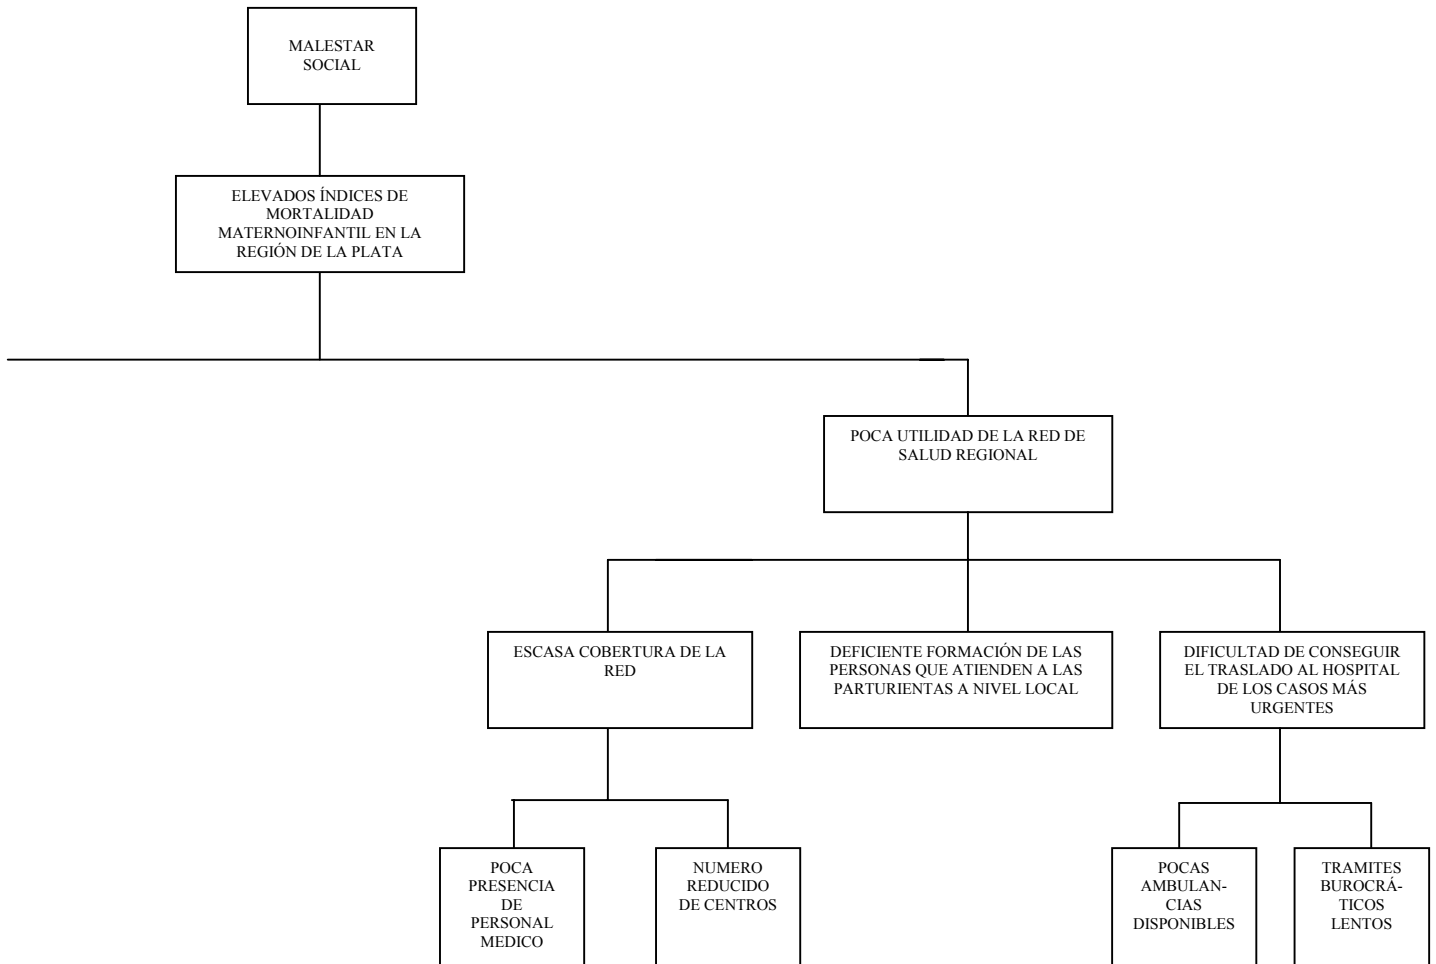 MALESTAR
SOCIAL
ELEVADOS ÍNDICES DE
MORTALIDAD
MATERNOINFANTIL EN LA
REGIÓN DE LA PLATA
POCA UTILIDAD DE LA RED DE
SALUD REGIONAL
ESCASA COBERTURA DE LA
RED
DEFICIENTE FORMACIÓN DE LAS
PERSONAS QUE ATIENDEN A LAS
PARTURIENTAS A NIVEL LOCAL
DIFICULTAD DE CONSEGUIR
EL TRASLADO AL HOSPITAL
DE LOS CASOS MÁS
URGENTES
POCA
PRESENCIA
DE
PERSONAL
MEDICO
NUMERO
REDUCIDO
DE CENTROS
POCAS
AMBULAN-
CIAS
DISPONIBLES
TRAMITES
BUROCRÁ-
TICOS
LENTOS